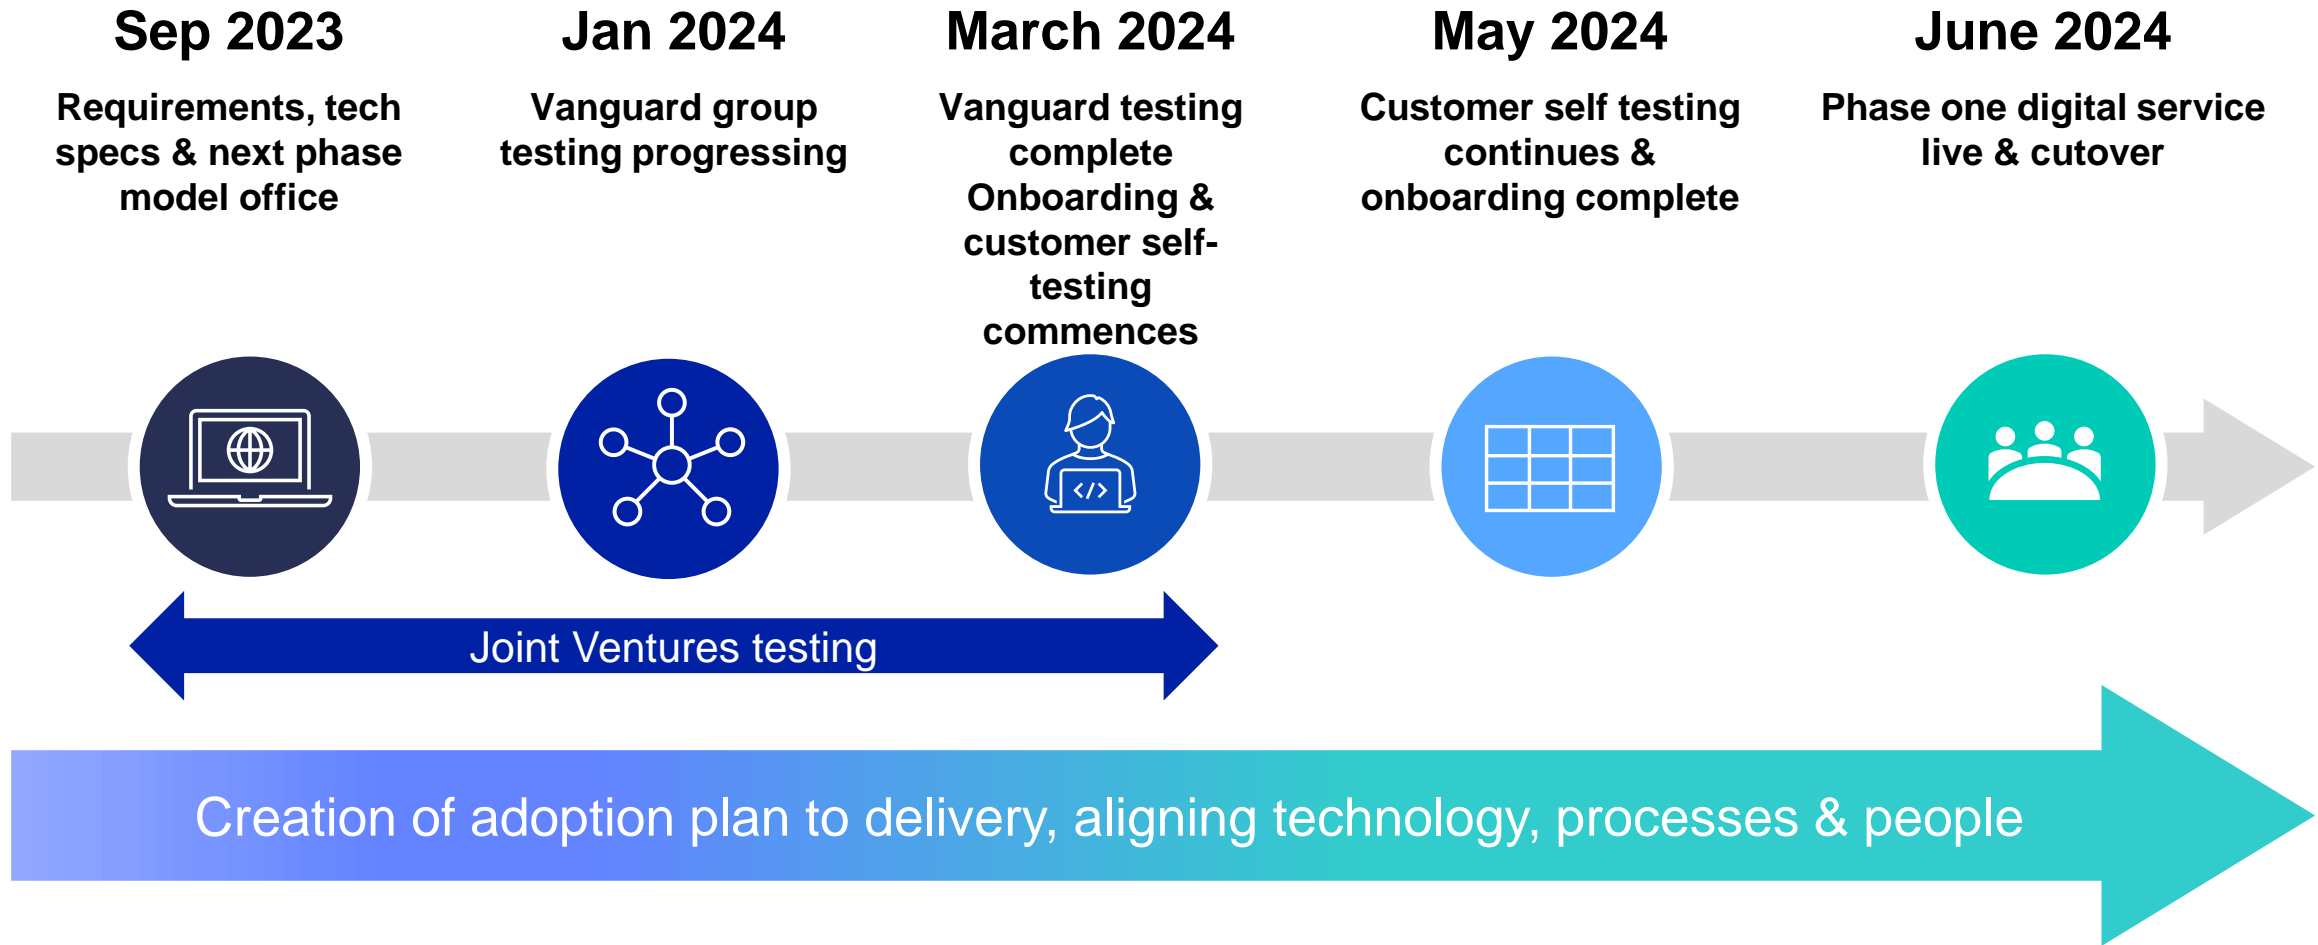 Sep 2023
Requirements, tech
specs & next phase
model office
Jan 2024
Vanguard group
testing progressing
March 2024
Vanguard testing
complete
Onboarding &
customer self-
testing
commences
May 2024
Customer self testing
continues &
onboarding complete
June 2024
Phase one digital service
live & cutover
</>
Joint Ventures testing
Creation of adoption plan to delivery, aligning technology, processes & people